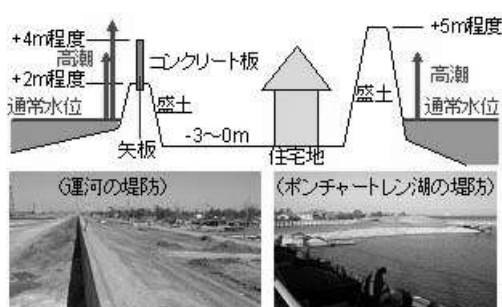 +4m程度
高潮
+2m程度
通常水位
コンクリート板
盛土
矢板
-3～0m
住宅地
+5m程度
盛土
高潮
通常水位
(運河の堤防)
(ポンチャートレン湖の堤防)